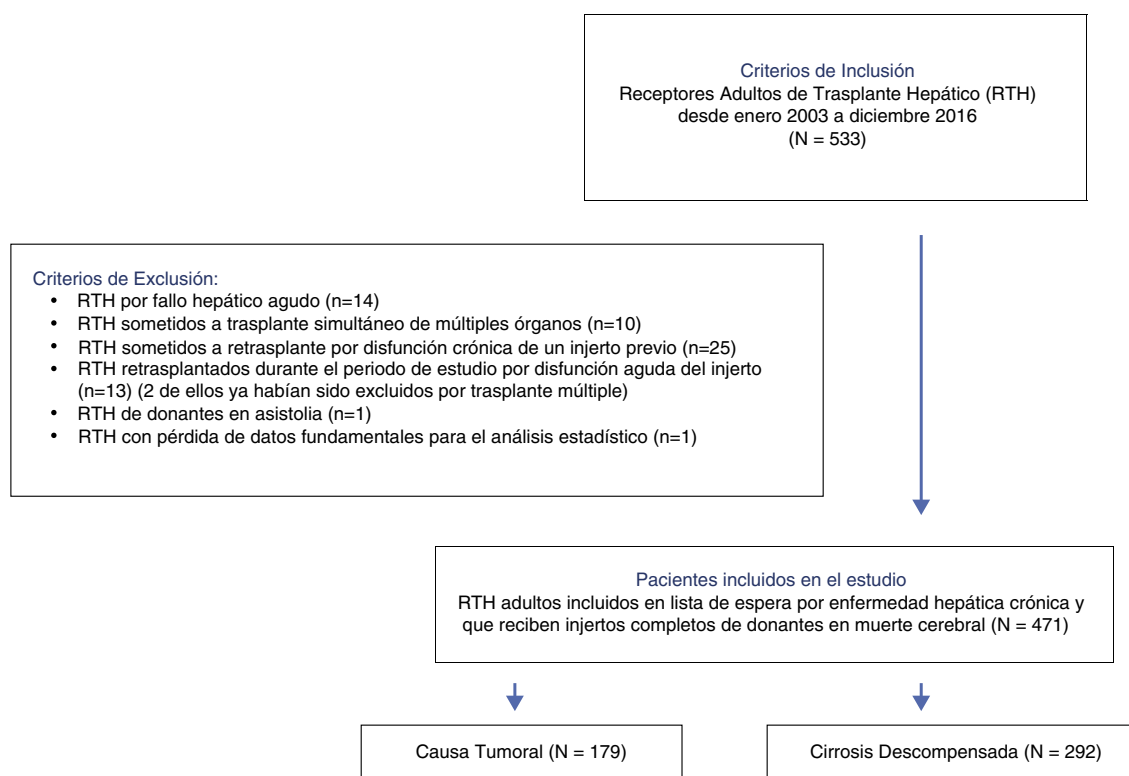 Criterios de Inclusión
Receptores Adultos de Trasplante Hepático (RTH)
desde enero 2003 a diciembre 2016
(N = 533)
Criterios de Exclusión:
• RTH por fallo hepático agudo (n=14)
• RTH sometidos a trasplante simultáneo de múltiples órganos (n=10)
• RTH sometidos a retrasplante por disfunción crónica de un injerto previo (n=25)
• RTH retrasplantados durante el periodo de estudio por disfunción aguda del injerto
(n=13) (2 de ellos ya habían sido excluidos por trasplante múltiple)
• RTH de donantes en asistolia (n=1)
• RTH con pérdida de datos fundamentales para el análisis estadístico (n=1)
Pacientes incluidos en el estudio
RTH adultos incluidos en lista de espera por enfermedad hepática crónica y
que reciben injertos completos de donantes en muerte cerebral (N = 471)
Causa Tumoral (N = 179)
Cirrosis Descompensada (N = 292)